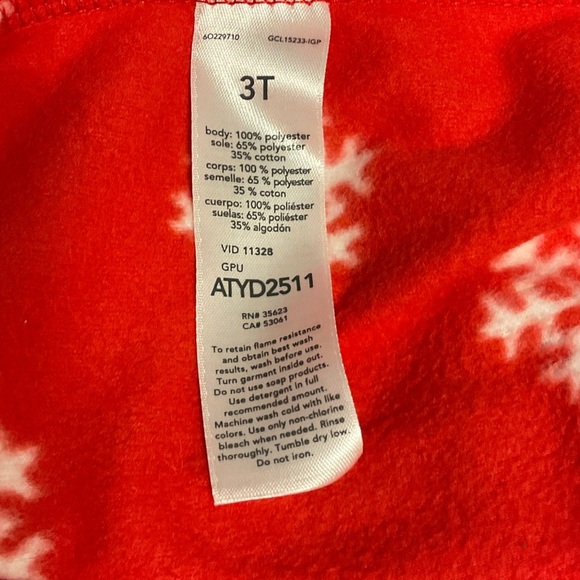 6O229710 GCL15233-IGP
3T
body: 100% polyester
sole: 65% polyester
35% cotton
corps: 100 % polyester
semelle: 65 % polyester
35 % coton
cuerpo: 100% poliéster
suelas: 65% poliéster
35% algodón
VID 11328
GPU
ATYD2511
RN# 35623
CA# 53061
To retain flame resistance
and obtain best wash
results, wash before use.
Turn garment inside out.
Do not use soap products.
Use detergent in full
recommended amount.
Machine wash cold with like
colors. Use only non-chlorine
bleach when needed. Rinse
thoroughly. Tumble dry low.
Do not iron.